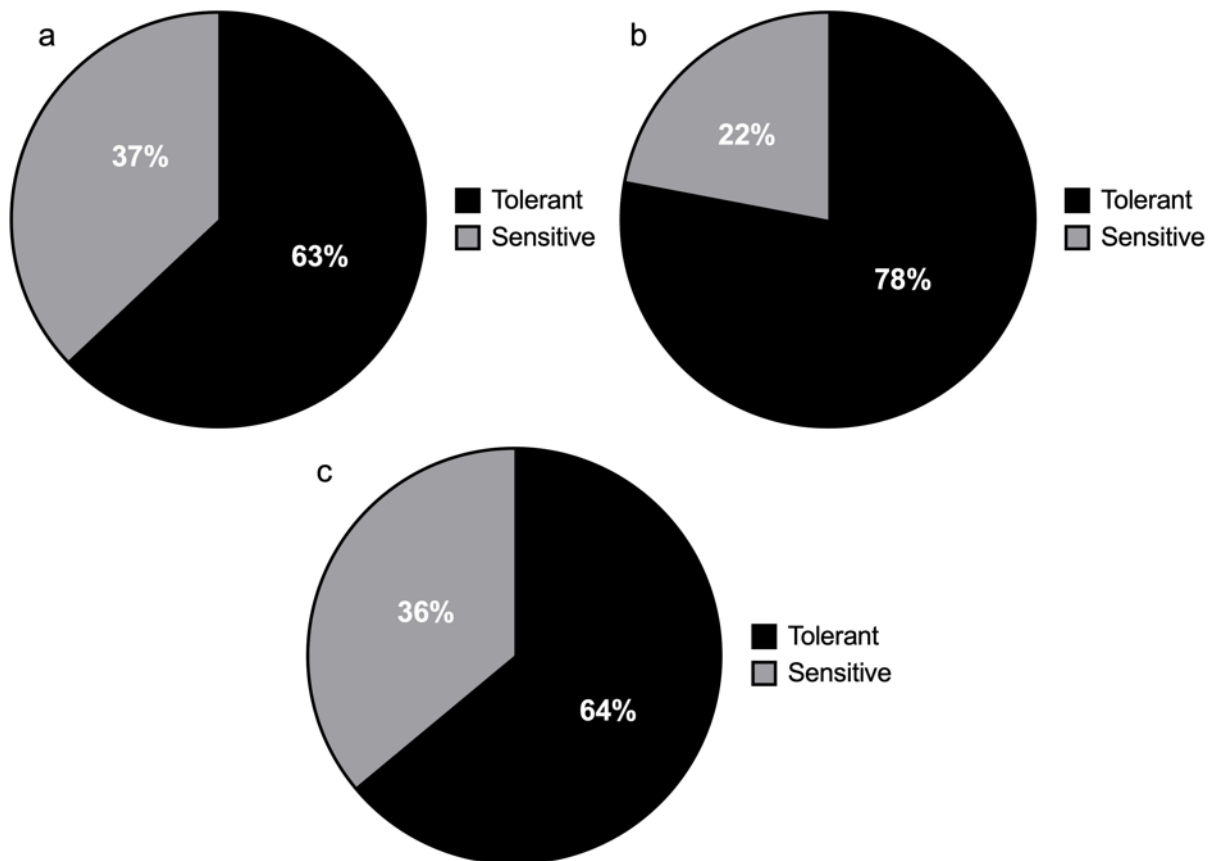 a
37%
63%
Tolerant
Sensitive
b
22%
78%
Tolerant
Sensitive
c
36%
64%
Tolerant
Sensitive